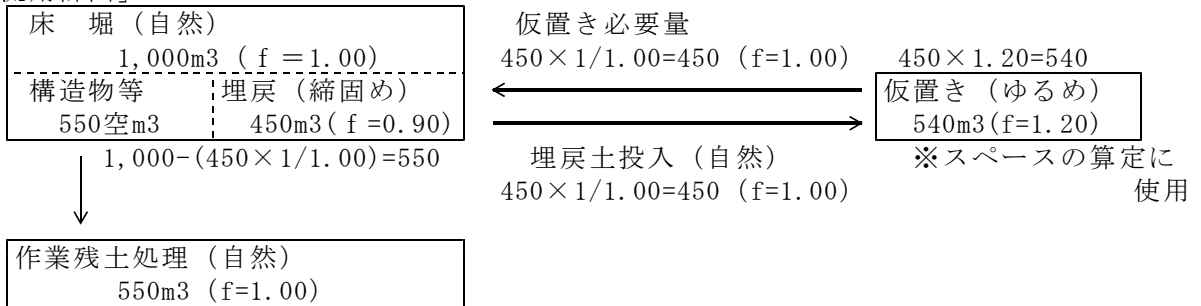 床　堀（自然）
1,000m3（ｆ＝1.00）
構造物等
550空m3
埋戻（締固め）
450m3(ｆ=0.90)
1,000-(450×1/1.00)=550
作業残土処理（自然）
550m3 (f=1.00)
仮置き必要量
450×1/1.00=450 (f=1.00)
埋戻土投入（自然）
450×1/1.00=450 (f=1.00)
450×1.20=540
仮置き（ゆるめ）
540m3(f=1.20)
※スペースの算定に
使用